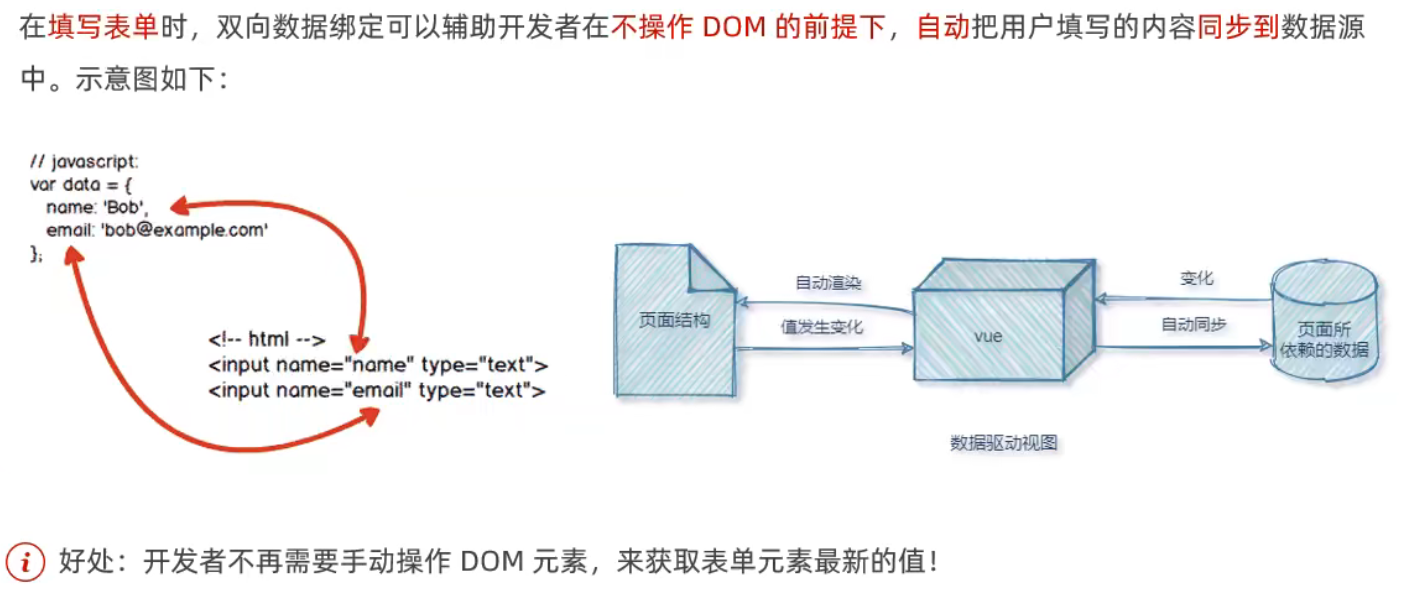 在填写表单时，双向数据绑定可以辅助开发者在不操作 DOM 的前提下，自动把用户填写的内容同步到数据源
中。示意图如下：
// javascript:
var data = {
name: 'Bob',
email: 'bob@example.com'
};
<!-- html -->
<input name="name" type="text">
<input name="email" type="text">
页面结构
自动渲染
值发生变化
vue
变化
自动同步
页面所
依赖的数据
数据驱动视图
i 好处：开发者不再需要手动操作 DOM 元素，来获取表单元素最新的值！